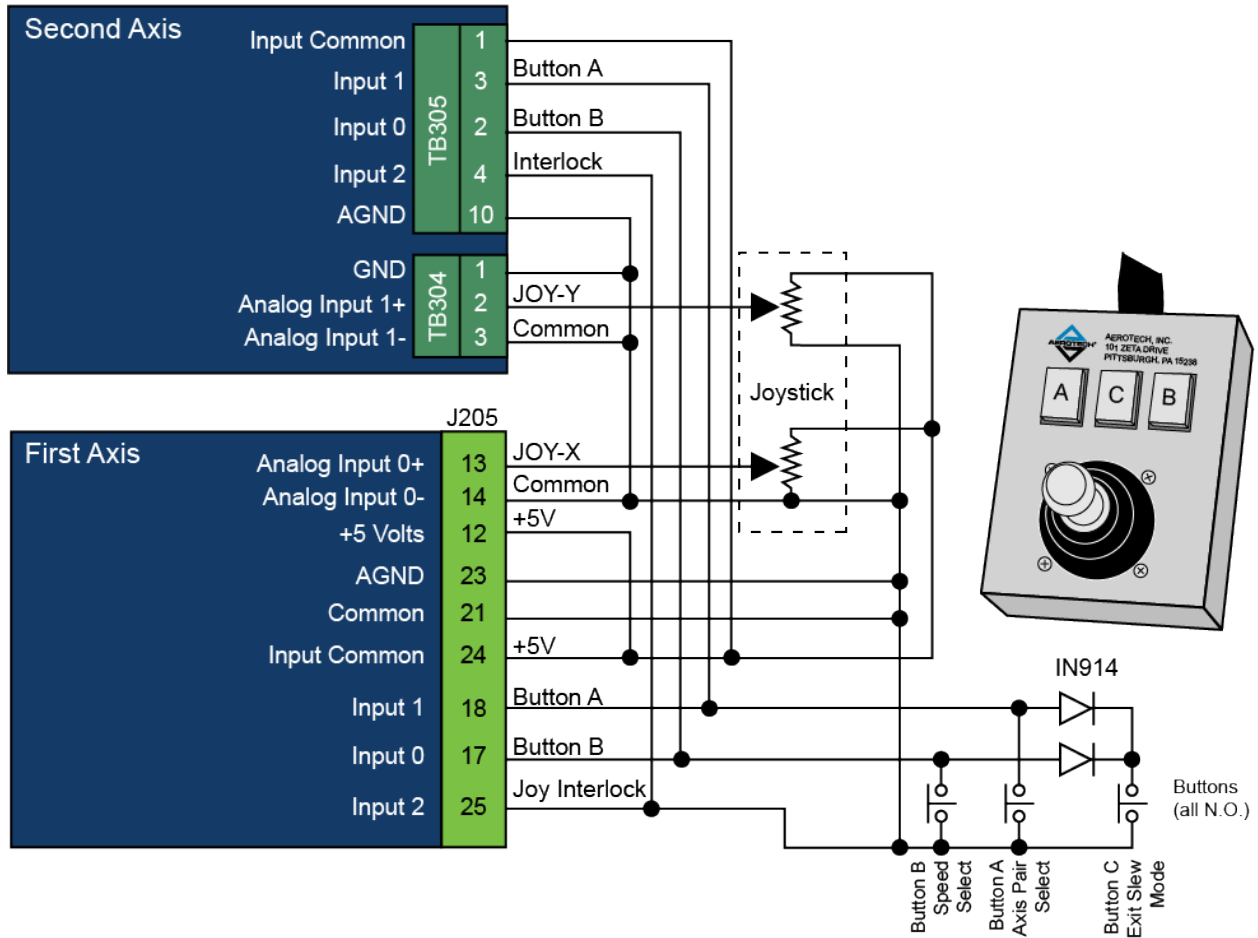 Second Axis
Input Common 1
Input 1 3 Button A
Input 0 2 Button B
Input 2 4 Interlock
AGND 10
TB305
GND 1
Analog Input 1+ 2 JOY-Y
Analog Input 1- 3 Common
TB304
Joystick
J205
First Axis
Analog Input 0+ 13 JOY-X
Analog Input 0- 14 Common
+5 Volts 12 +5V
AGND 23
Common 21
Input Common 24 +5V
Input 1 18 Button A
Input 0 17 Button B
Input 2 25 Joy Interlock
AEROTECH
AEROTECH, INC.
101 ZETA DRIVE
PITTSBURGH. PA 15238
A C B
IN914
Buttons
(all N.O.)
Button B
Speed
Select
Button A
Axis Pair
Select
Button C
Exit Slew
Mode